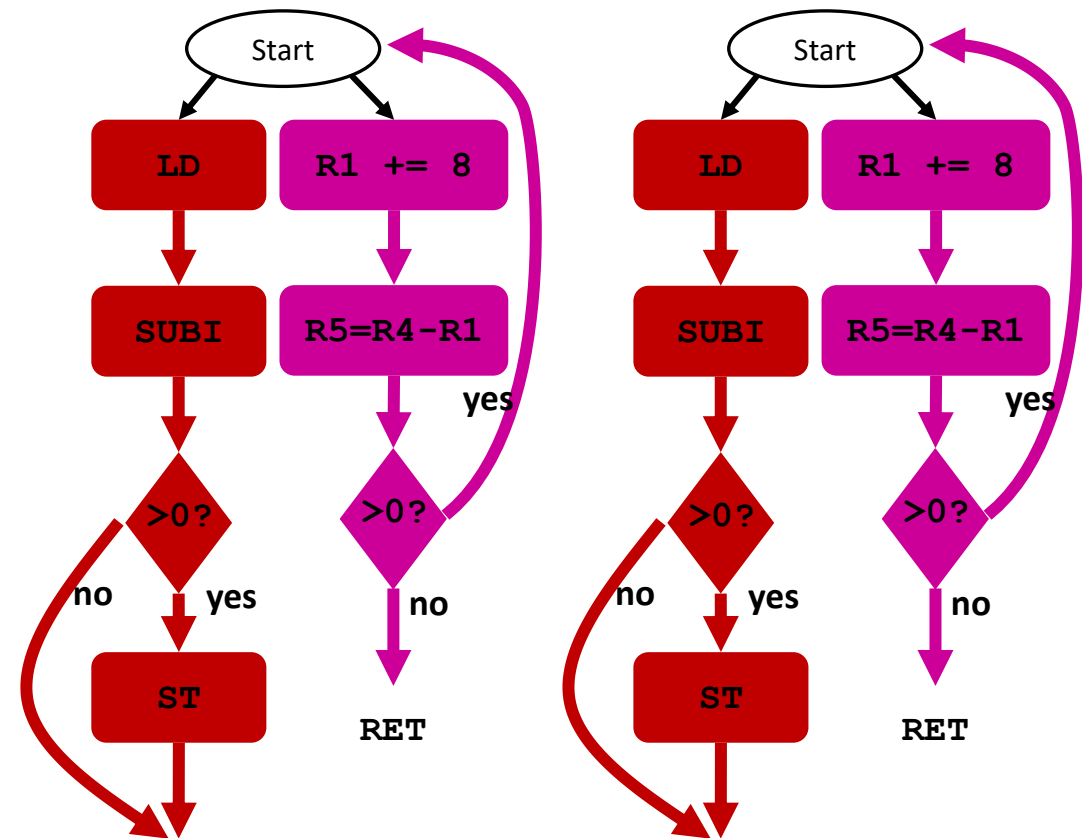 Start
LD
R1 += 8
SUBI
R5=R4-R1
yes
>0?
>0?
no
yes
no
ST
RET
Start
LD
R1 += 8
SUBI
R5=R4-R1
yes
>0?
>0?
no
yes
no
ST
RET